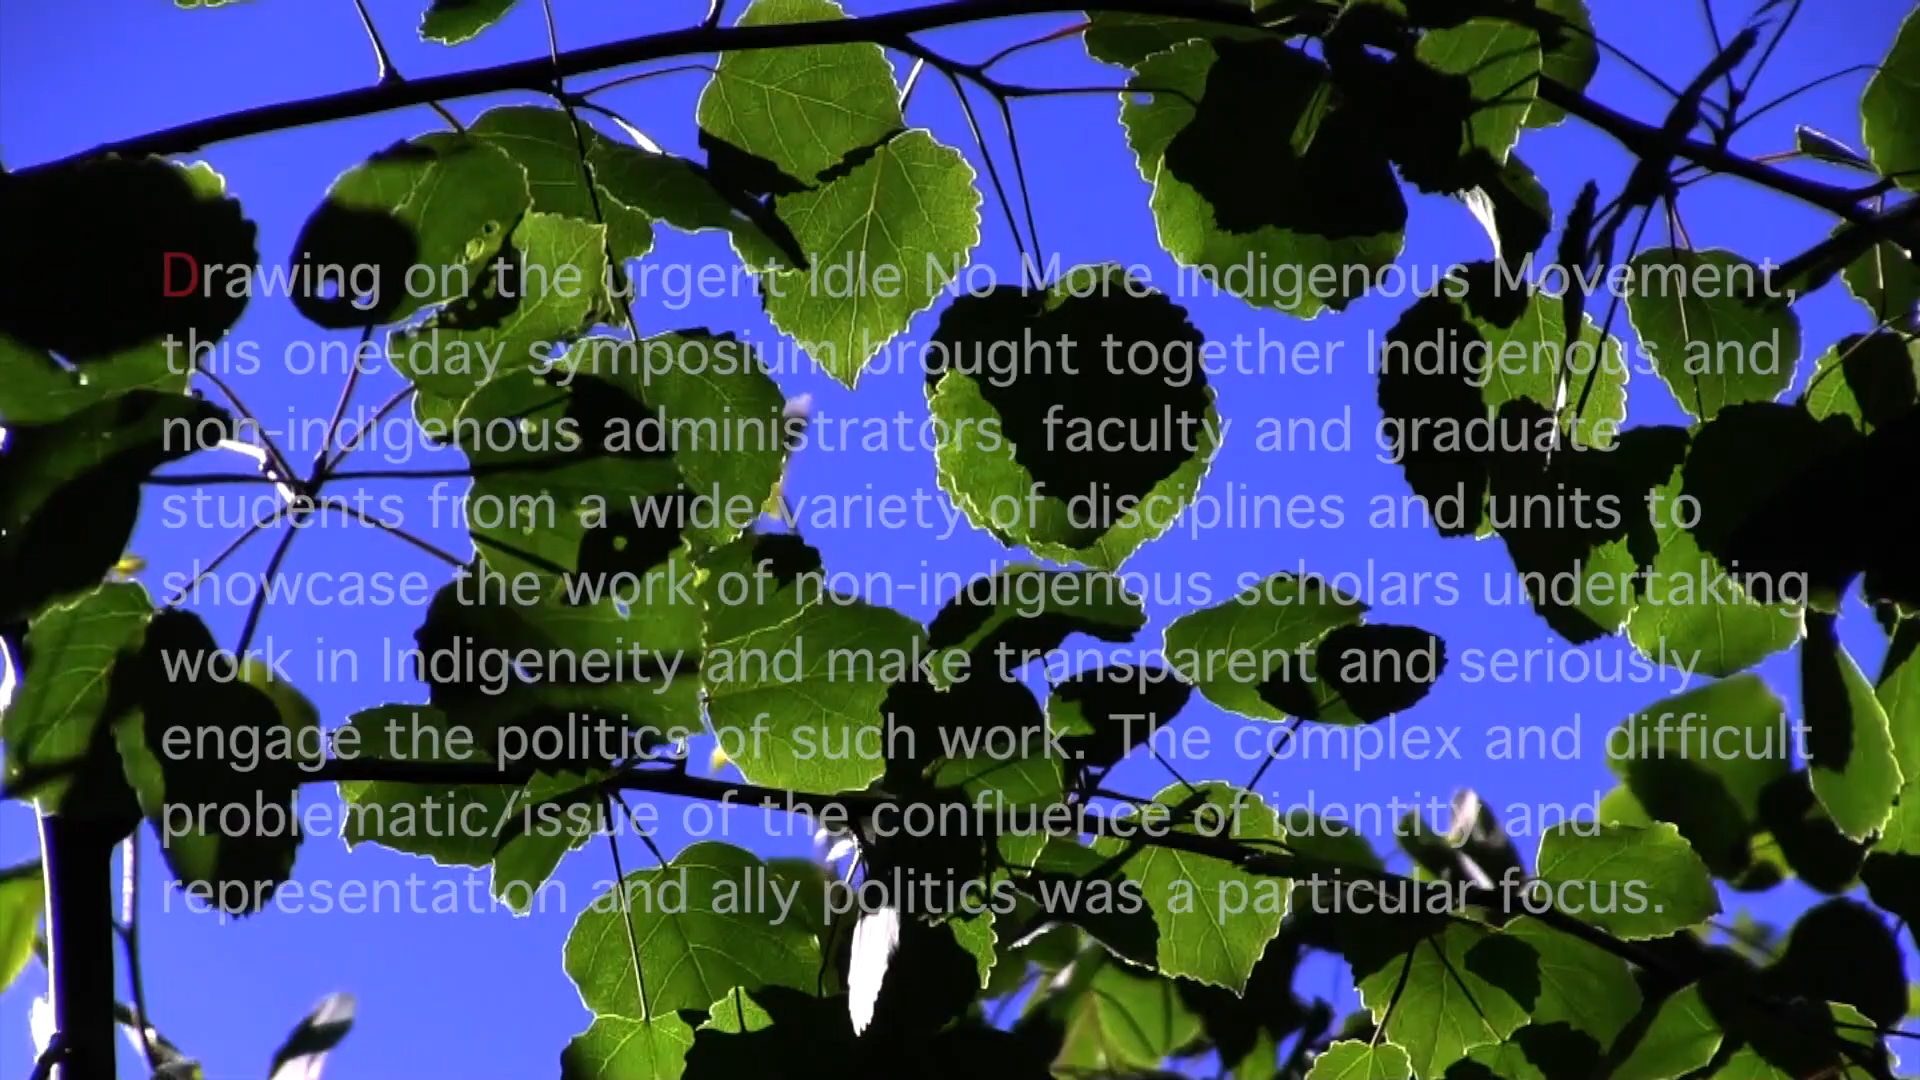 Drawing on the urgent Idle No More Indigenous Movement,
this one-day symposium brought together Indigenous and
non-indigenous administrators, faculty and graduate
students from a wide variety of disciplines and units to
showcase the work of non-indigenous scholars undertaking
work in Indigeneity and make transparent and seriously
engage the politics of such work. The complex and difficult
problematic/issue of the confluence of identity and
representation and ally politics was a particular focus.